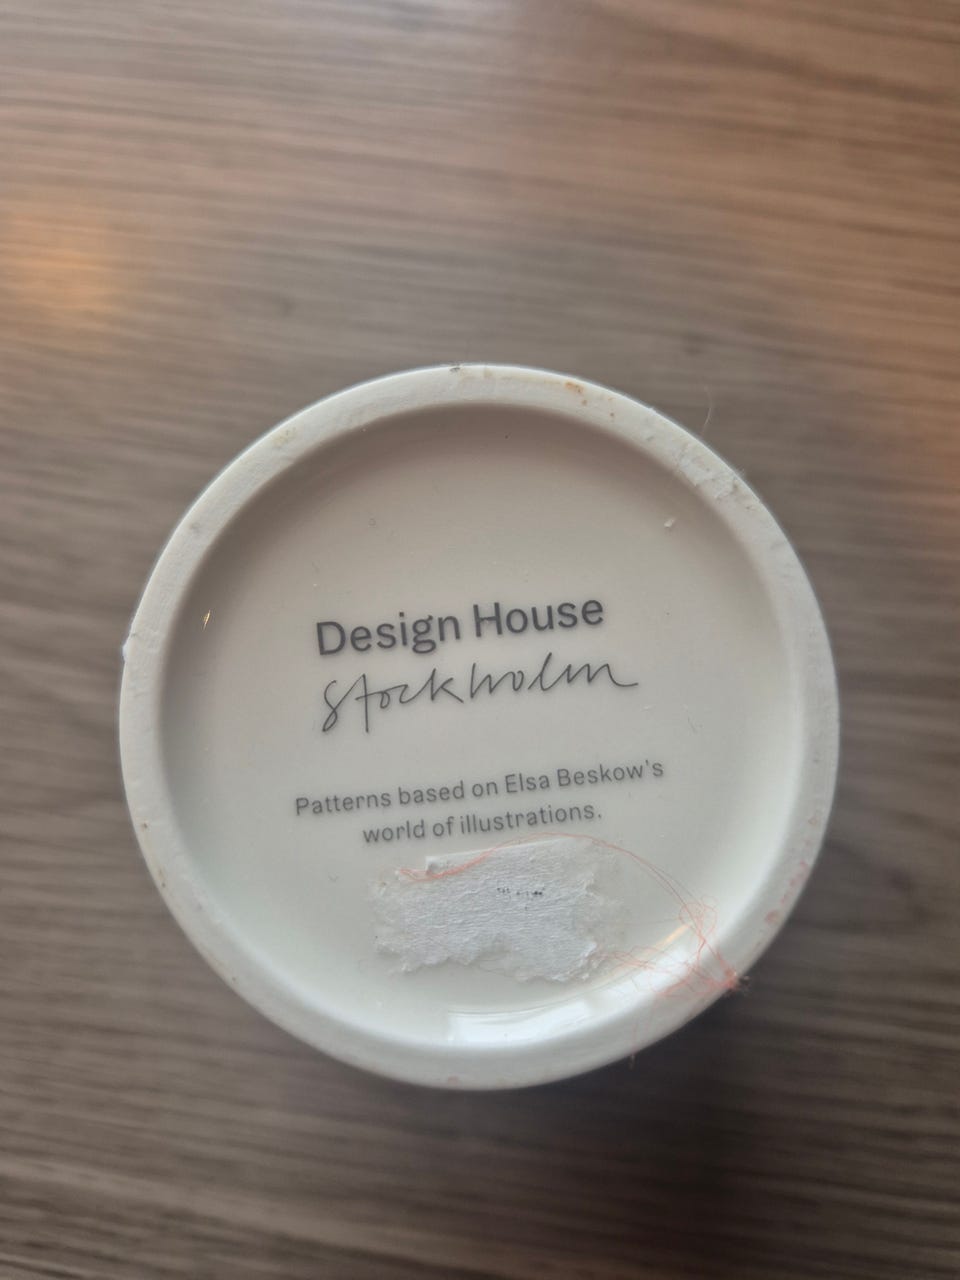 Design House
Stockholm
Patterns based on Elsa Beskow's
world of illustrations.